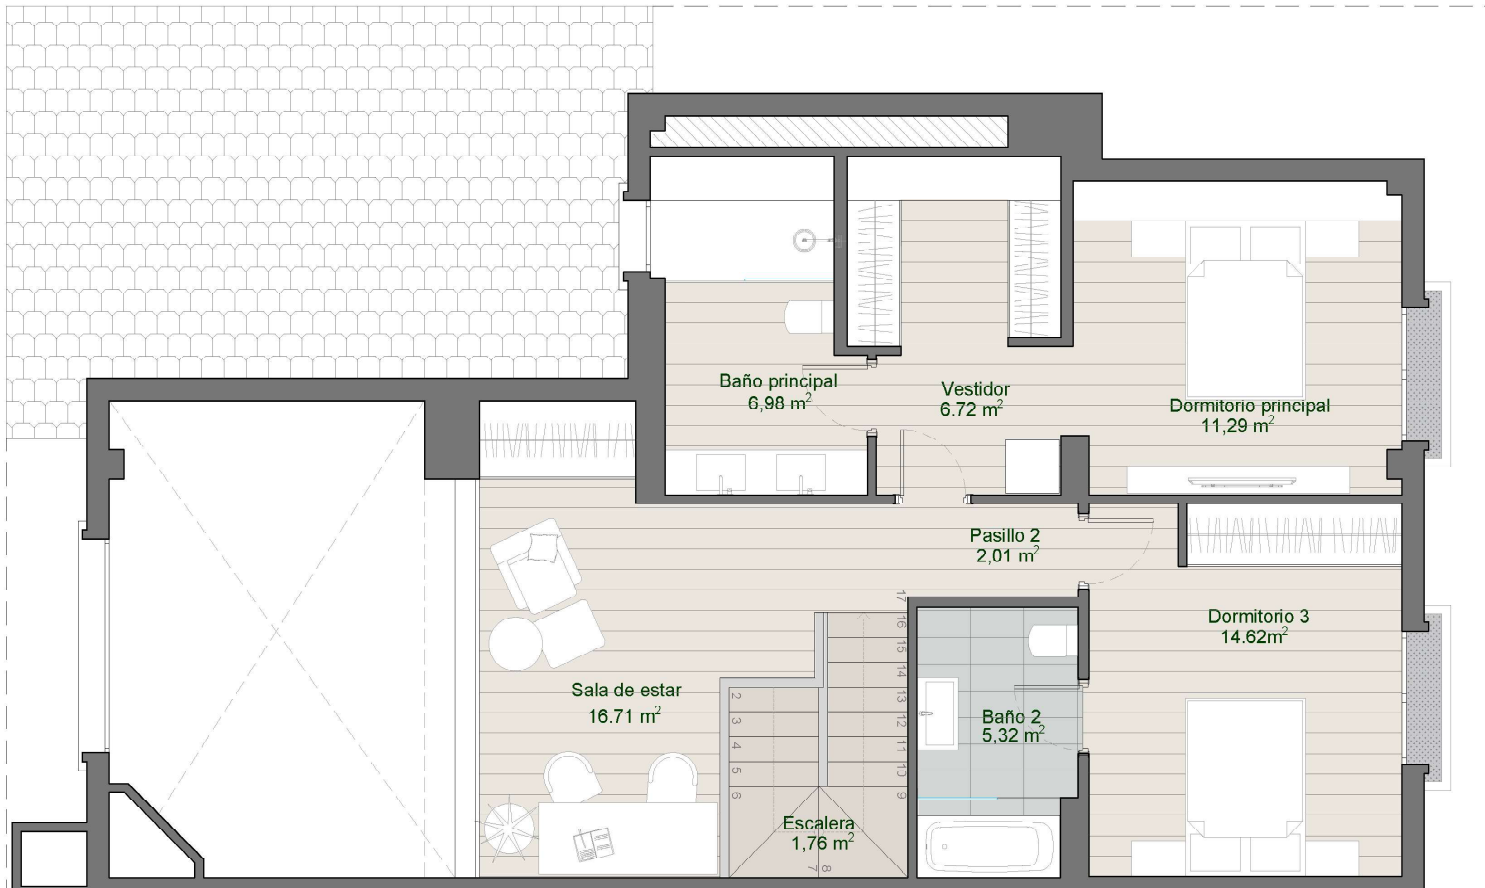 Baño principal
6,98 m²
Vestidor
6.72 m²
Dormitorio principal
11,29 m²
Pasillo 2
2,01 m²
Dormitorio 3
14.62m²
Sala de estar
16.71 m²
Baño 2
5,32 m²
Escalera
1,76 m²
17
16
15
14
13
12
11
10
9
8
7
6
5
4
3
2